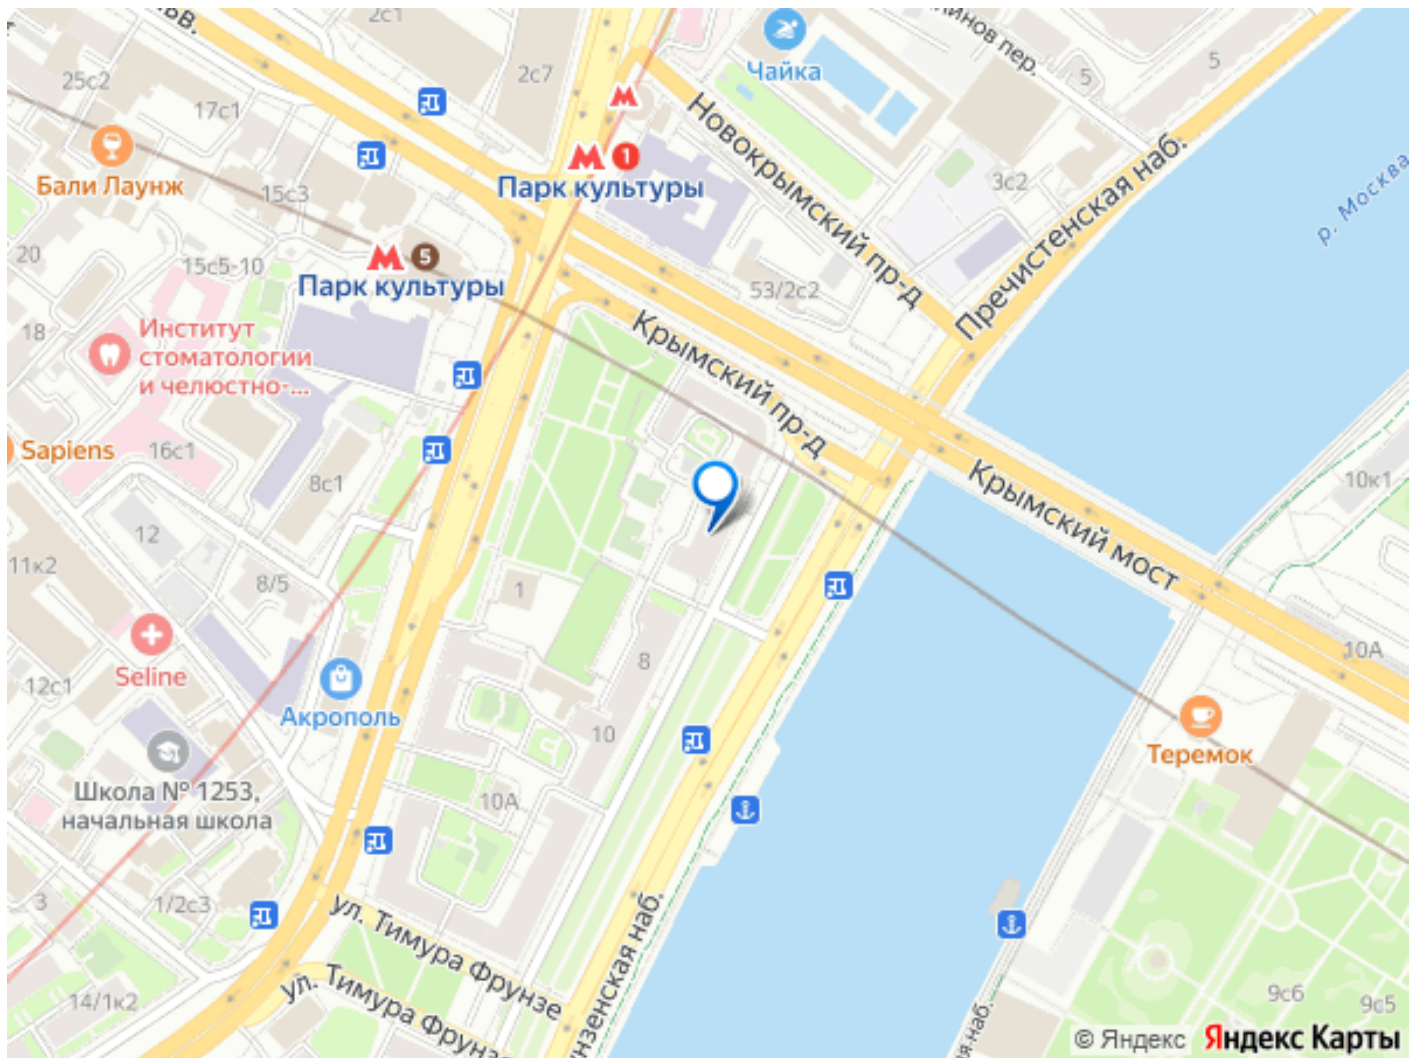 2с1
2с7
25с2
17с1
Бали Лаунж
15с3
20
15с5-10
18
Парк культуры
1
Парк культуры
5
Чайка
5
5
Новокрымский пр-д
3с2
Пречистенская наб.
р. Москва
53/2с2
Крымский пр-д
Крымский мост
10к1
10А
Институт
стоматологии
и челюстно-...
Sapiens
16с1
8с1
12
11к2
8/5
1
Seline
12с1
Акрополь
8
10
10А
Школа № 1253,
начальная школа
3
1/2с3
14/1к2
ул. Тимура Фрунзе
ул. Тимура Фрунзе
Теремок
9с6
9с5
© Яндекс Яндекс Карты